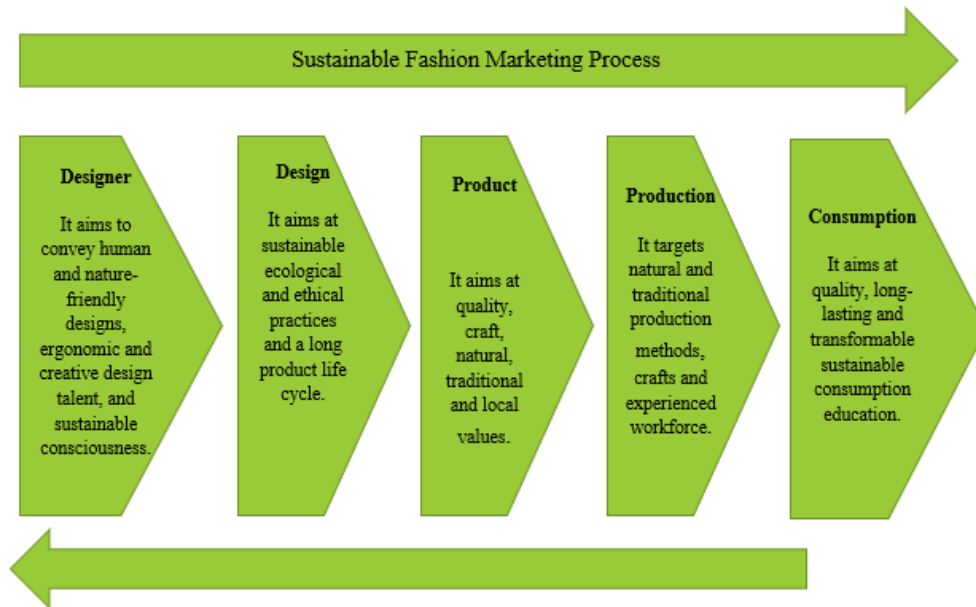 Sustainable Fashion Marketing Process
Designer
It aims to
convey human
and nature-
friendly
designs,
ergonomic and
creative design
talent, and
sustainable
consciousness.
Design
It aims at
sustainable
ecological
and ethical
practices
and a long
product life
cycle.
Product
It aims at
quality,
craft,
natural,
traditional
and local
values.
Production
It targets
natural and
traditional
production
methods,
crafts and
experienced
workforce.
Consumption
It aims at
quality, long-
lasting and
transformable
sustainable
consumption
education.